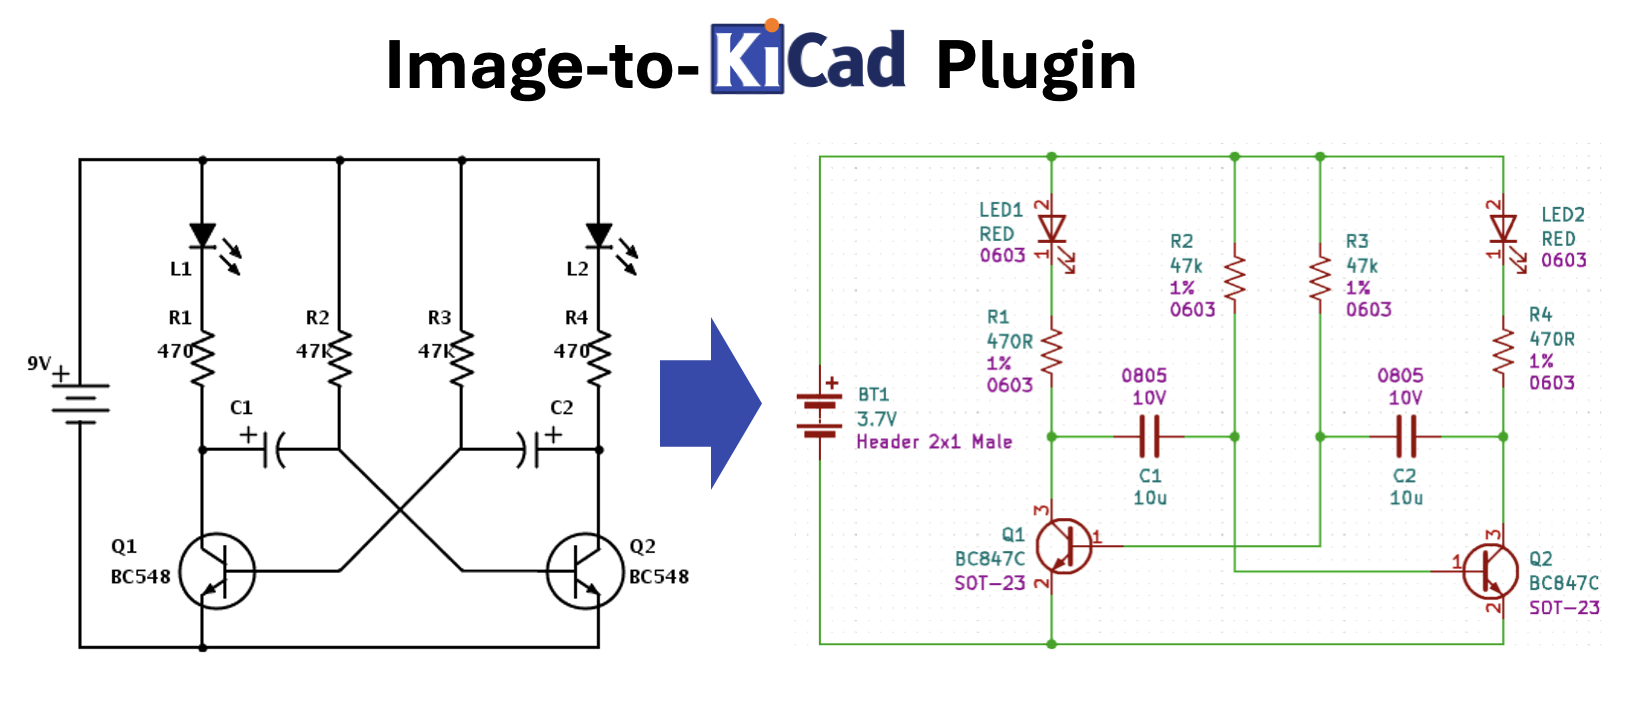 Image-to-KiCad Plugin
L1
L2
R1
470
R2
47k
R3
47k
R4
470
9V
+
C1
+
C2
+
Q1
BC548
Q2
BC548
LED1
RED
0603
2
1
R2
47k
1%
0603
R3
47k
1%
0603
2
1
LED2
RED
0603
R1
470R
1%
0603
R4
470R
1%
0603
+
BT1
3.7V
Header 2x1 Male
0805
10V
C1
10u
0805
10V
C2
10u
Q1
BC847C
SOT-23
3
1
2
3
1
2
Q2
BC847C
SOT-23